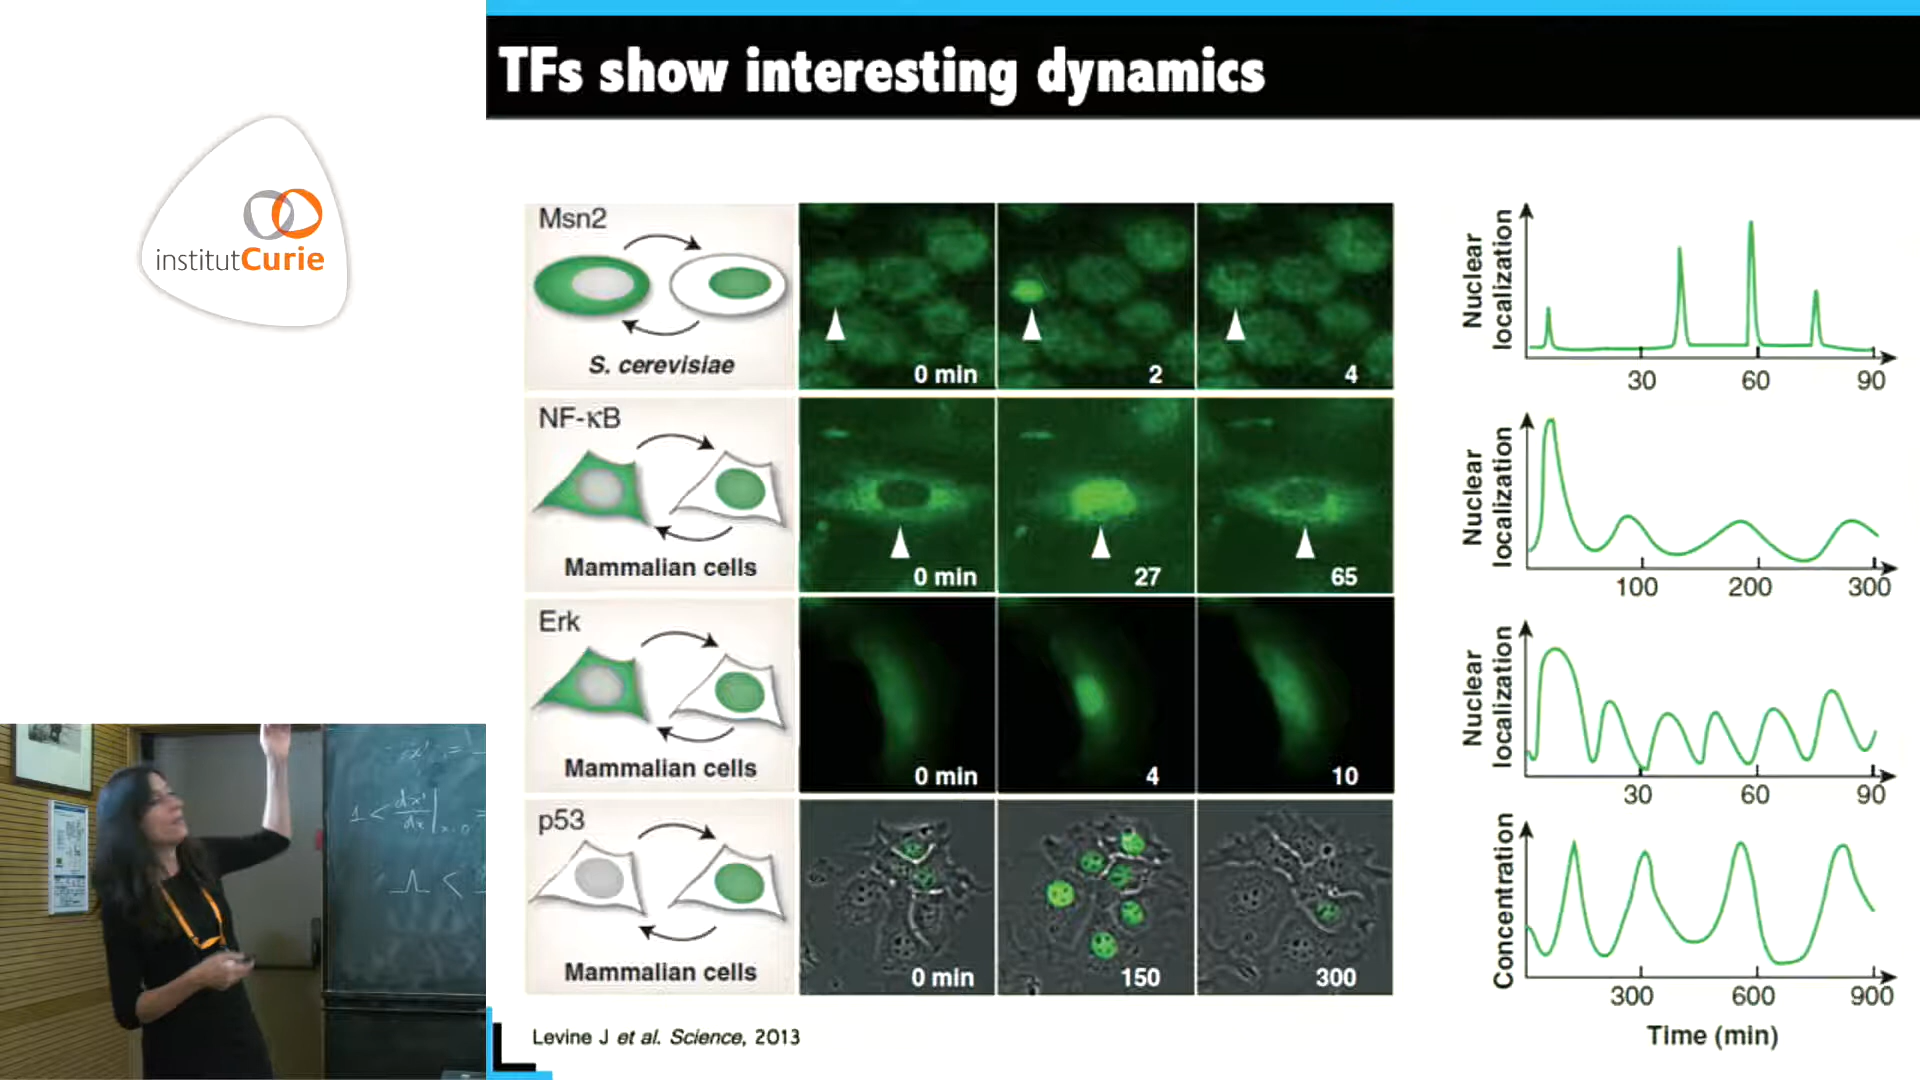 TFs show interesting dynamics
institutCurie
Msn2
S. cerevisiae
0 min
2
4
Nuclear
localization
30
60
90
NF-κB
Mammalian cells
0 min
27
65
Nuclear
localization
100
200
300
Erk
Mammalian cells
0 min
4
10
Nuclear
localization
30
60
90
p53
Mammalian cells
0 min
150
300
Concentration
300
600
900
Time (min)
Levine J et al. Science, 2013